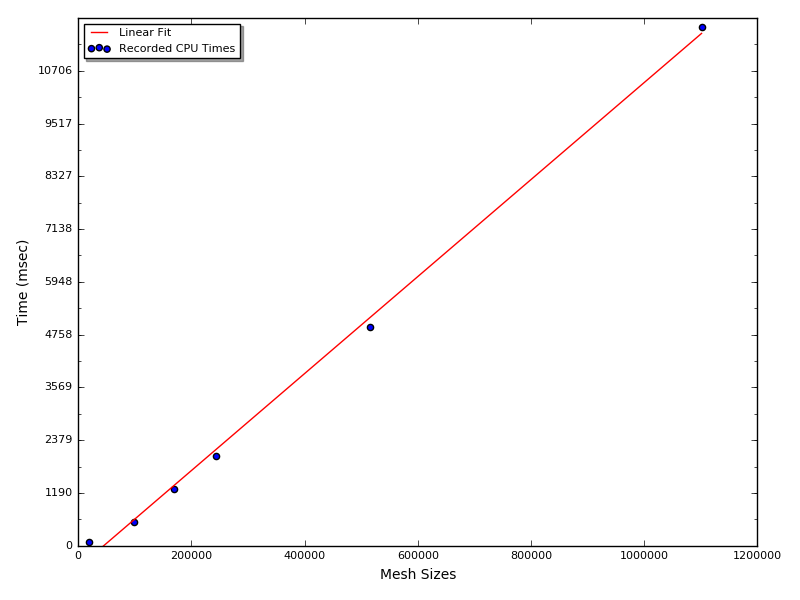 Linear Fit
Recorded CPU Times
10706
9517
8327
7138
5948
4758
3569
2379
1190
0
Time (msec)
0 200000 400000 600000 800000 1000000 1200000
Mesh Sizes